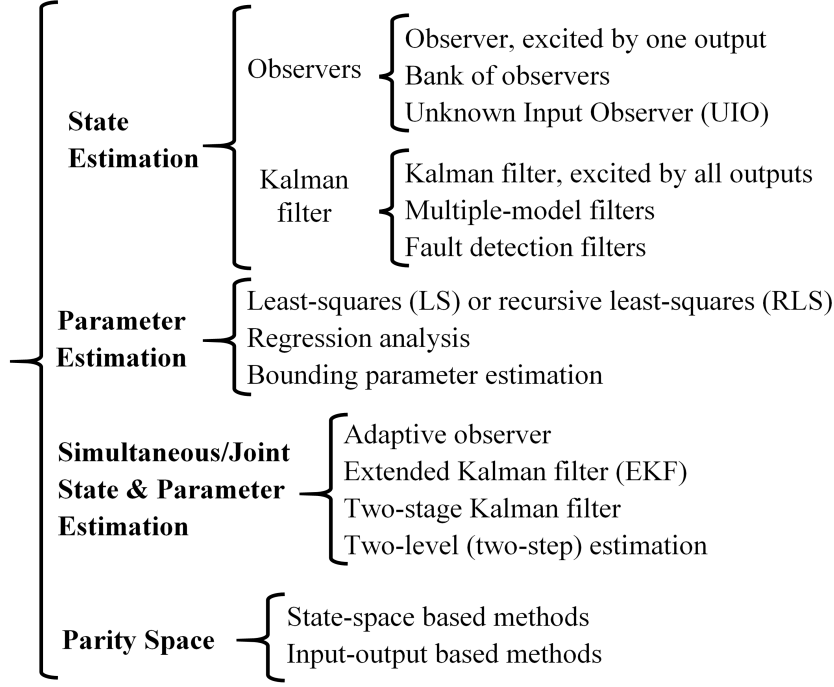 State
Estimation
Observers
Observer, excited by one output
Bank of observers
Unknown Input Observer (UIO)
Kalman
filter
Kalman filter, excited by all outputs
Multiple-model filters
Fault detection filters
Parameter
Estimation
Least-squares (LS) or recursive least-squares (RLS)
Regression analysis
Bounding parameter estimation
Simultaneous/Joint
State & Parameter
Estimation
Adaptive observer
Extended Kalman filter (EKF)
Two-stage Kalman filter
Two-level (two-step) estimation
Parity Space
State-space based methods
Input-output based methods